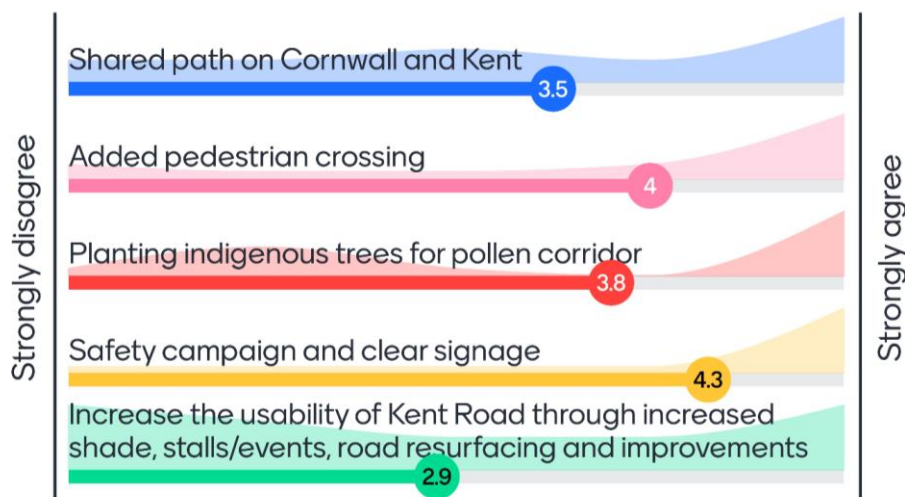 Strongly disagree
Shared path on Cornwall and Kent
3.5
Added pedestrian crossing
4
Planting indigenous trees for pollen corridor
3.8
Safety campaign and clear signage
4.3
Increase the usability of Kent Road through increased
shade, stalls/events, road resurfacing and improvements
2.9
Strongly agree